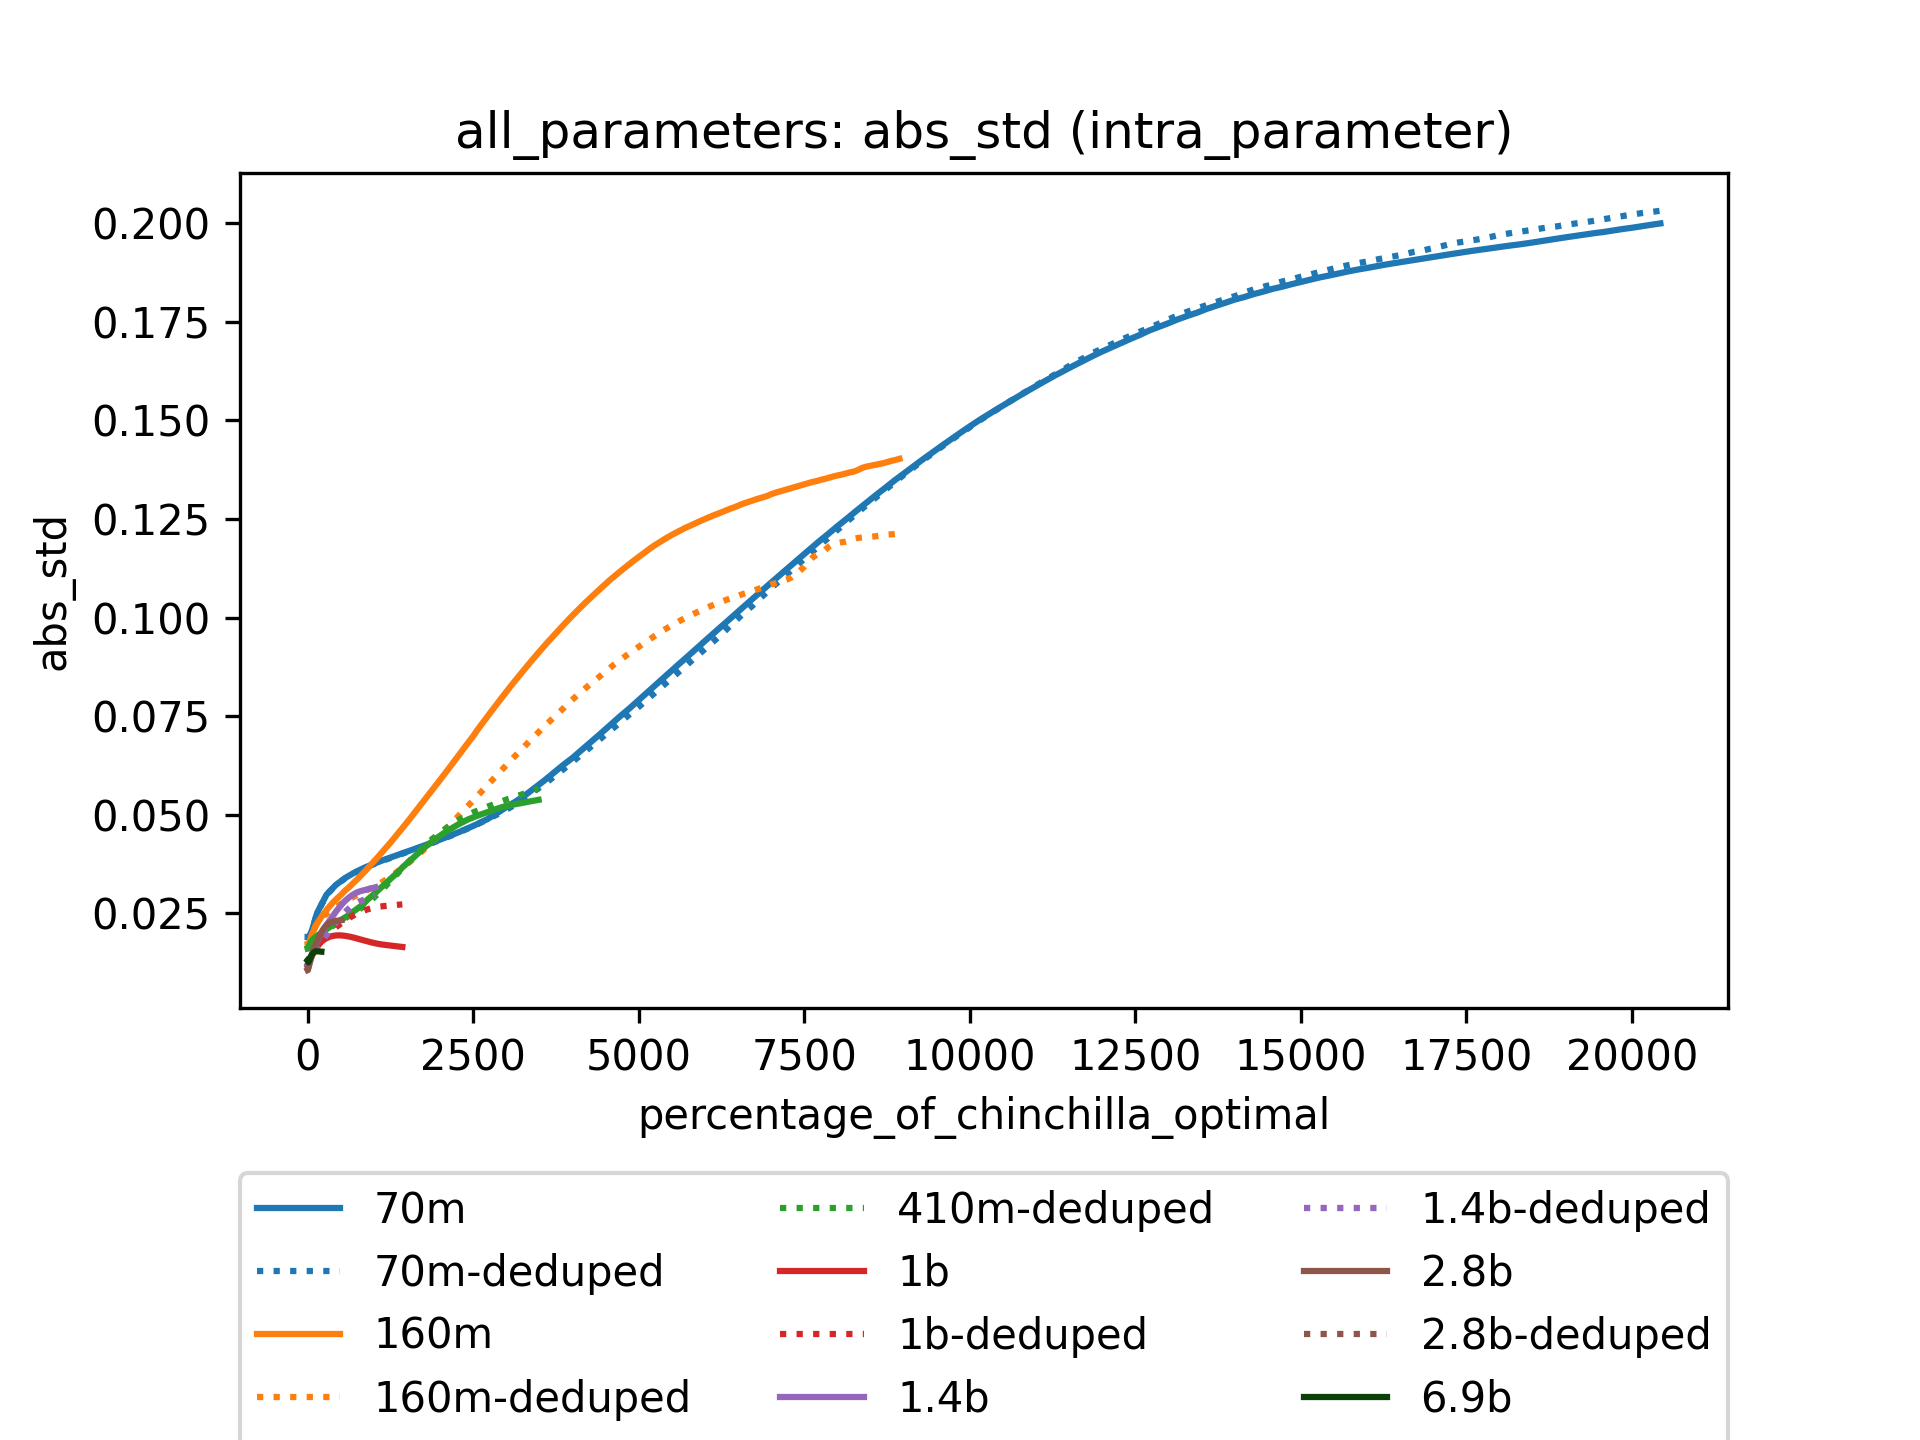 all_parameters: abs_std (intra_parameter)
abs_std
0.200
0.175
0.150
0.125
0.100
0.075
0.050
0.025
0 2500 5000 7500 10000 12500 15000 17500 20000
percentage_of_chinchilla_optimal
70m 410m-deduped 1.4b-deduped
70m-deduped 1b 2.8b
160m 1b-deduped 2.8b-deduped
160m-deduped 1.4b 6.9b